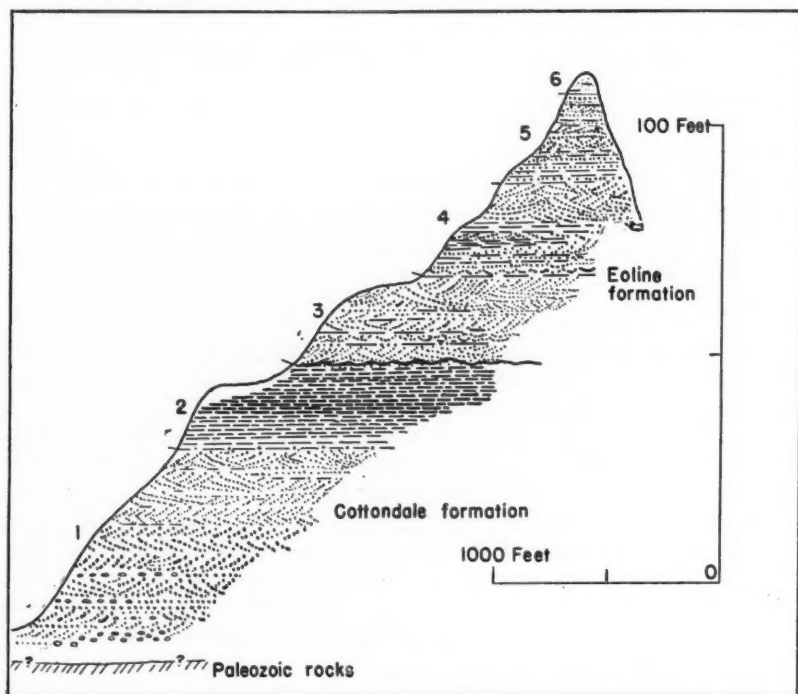 6
100 Feet
5
4
Eoline
formation
3
2
Cottondale formation
1
1000 Feet
0
? ?
Paleozoic rocks